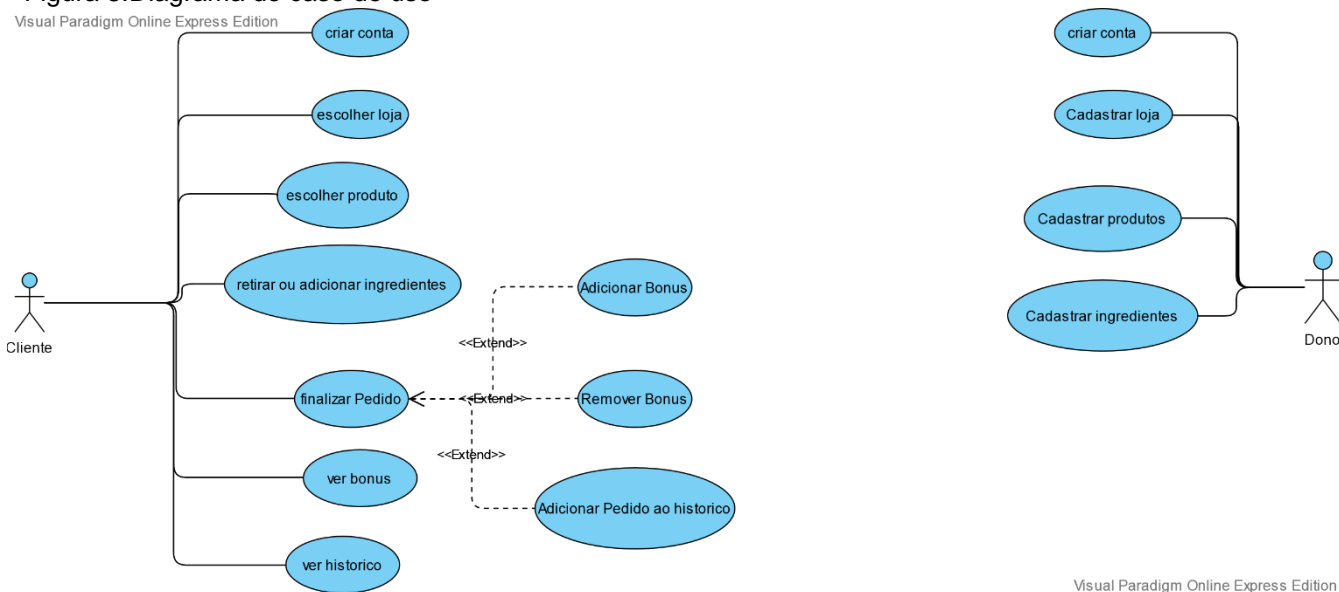 Visual Paradigm Online Express Edition
criar conta
escolher loja
escolher produto
retirar ou adicionar ingredientes
Cliente
finalizar Pedido
ver bonus
ver historico
Adicionar Bonus
<<Extend>>
Remover Bonus
<<Extend>>
<<Extend>>
Adicionar Pedido ao historico
criar conta
Cadastrar loja
Cadastrar produtos
Cadastrar ingredientes
Dono
Visual Paradigm Online Express Edition